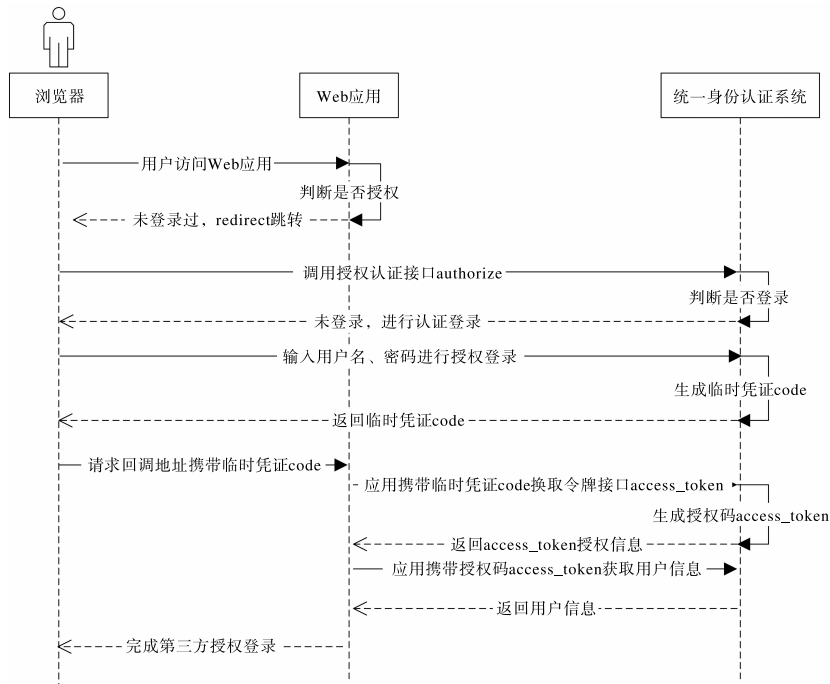 浏览器
Web应用
统一身份认证系统
用户访问Web应用
判断是否授权
未登录过，redirect跳转
调用授权认证接口authorize
判断是否登录
未登录，进行认证登录
输入用户名、密码进行授权登录
生成临时凭证code
返回临时凭证code
请求回调地址携带临时凭证code
应用携带临时凭证code换取令牌接口access_token
生成授权码access_token
返回access_token授权信息
应用携带授权码access_token获取用户信息
返回用户信息
完成第三方授权登录